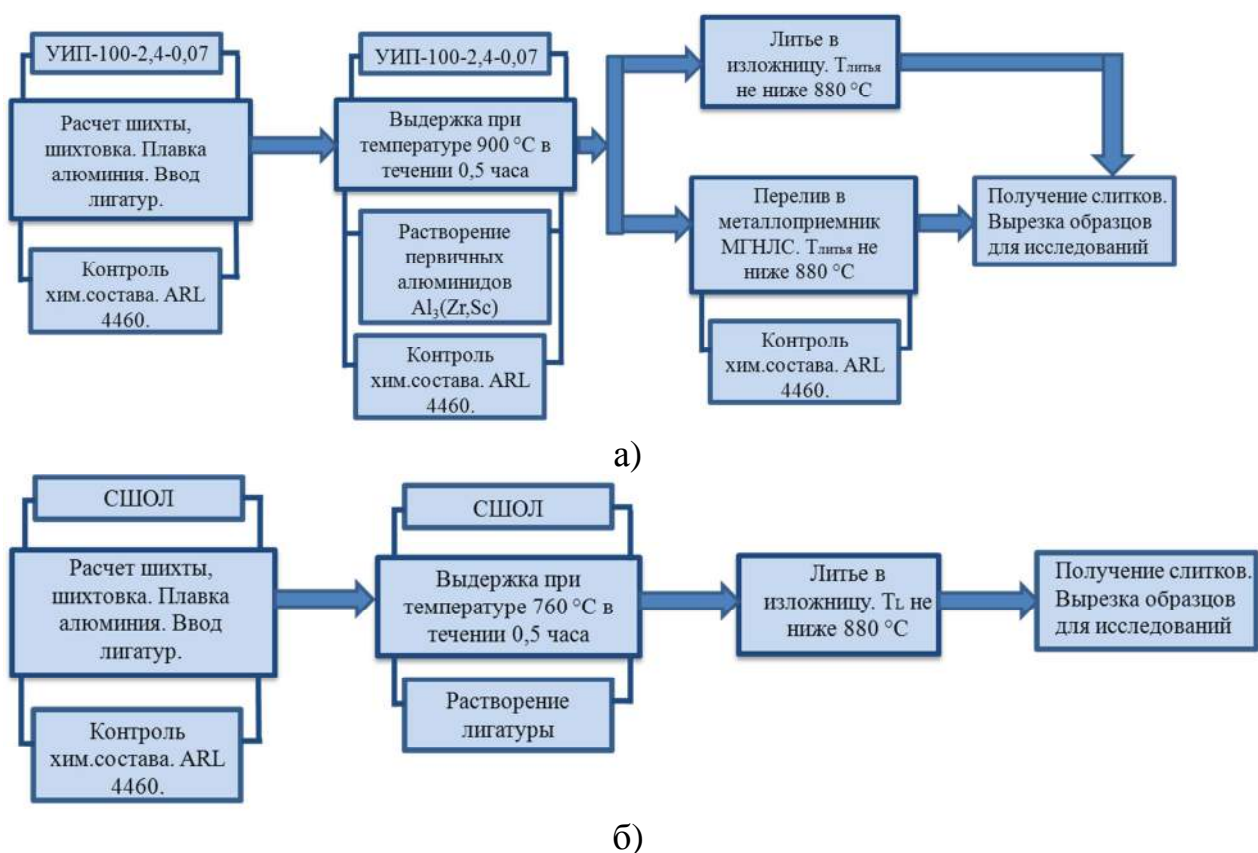 УИП-100-2,4-0,07
Расчет шихты,
шихтовка. Плавка
алюминия. Ввод
лигатур.
Контроль
хим.состава. ARL
4460.
УИП-100-2,4-0,07
Выдержка при
температуре 900 °C в
течении 0,5 часа
Растворение
первичных
алюминидов
Al₃(Zr,Sc)
Контроль
хим.состава. ARL
4460.
Литье в
изложницу. Тлитья
не ниже 880 °C
Перелив в
металлоприемник
МГНЛС. Тлитья не
ниже 880 °C
Контроль
хим.состава. ARL
4460.
Получение слитков.
Вырезка образцов
для исследований
а)
СШОЛ
Расчет шихты,
шихтовка. Плавка
алюминия. Ввод
лигатур.
Контроль
хим.состава. ARL
4460.
СШОЛ
Выдержка при
температуре 760 °C в
течении 0,5 часа
Растворение
лигатуры
Литье в
изложницу. TL не
ниже 880 °C
Получение слитков.
Вырезка образцов
для исследований
б)